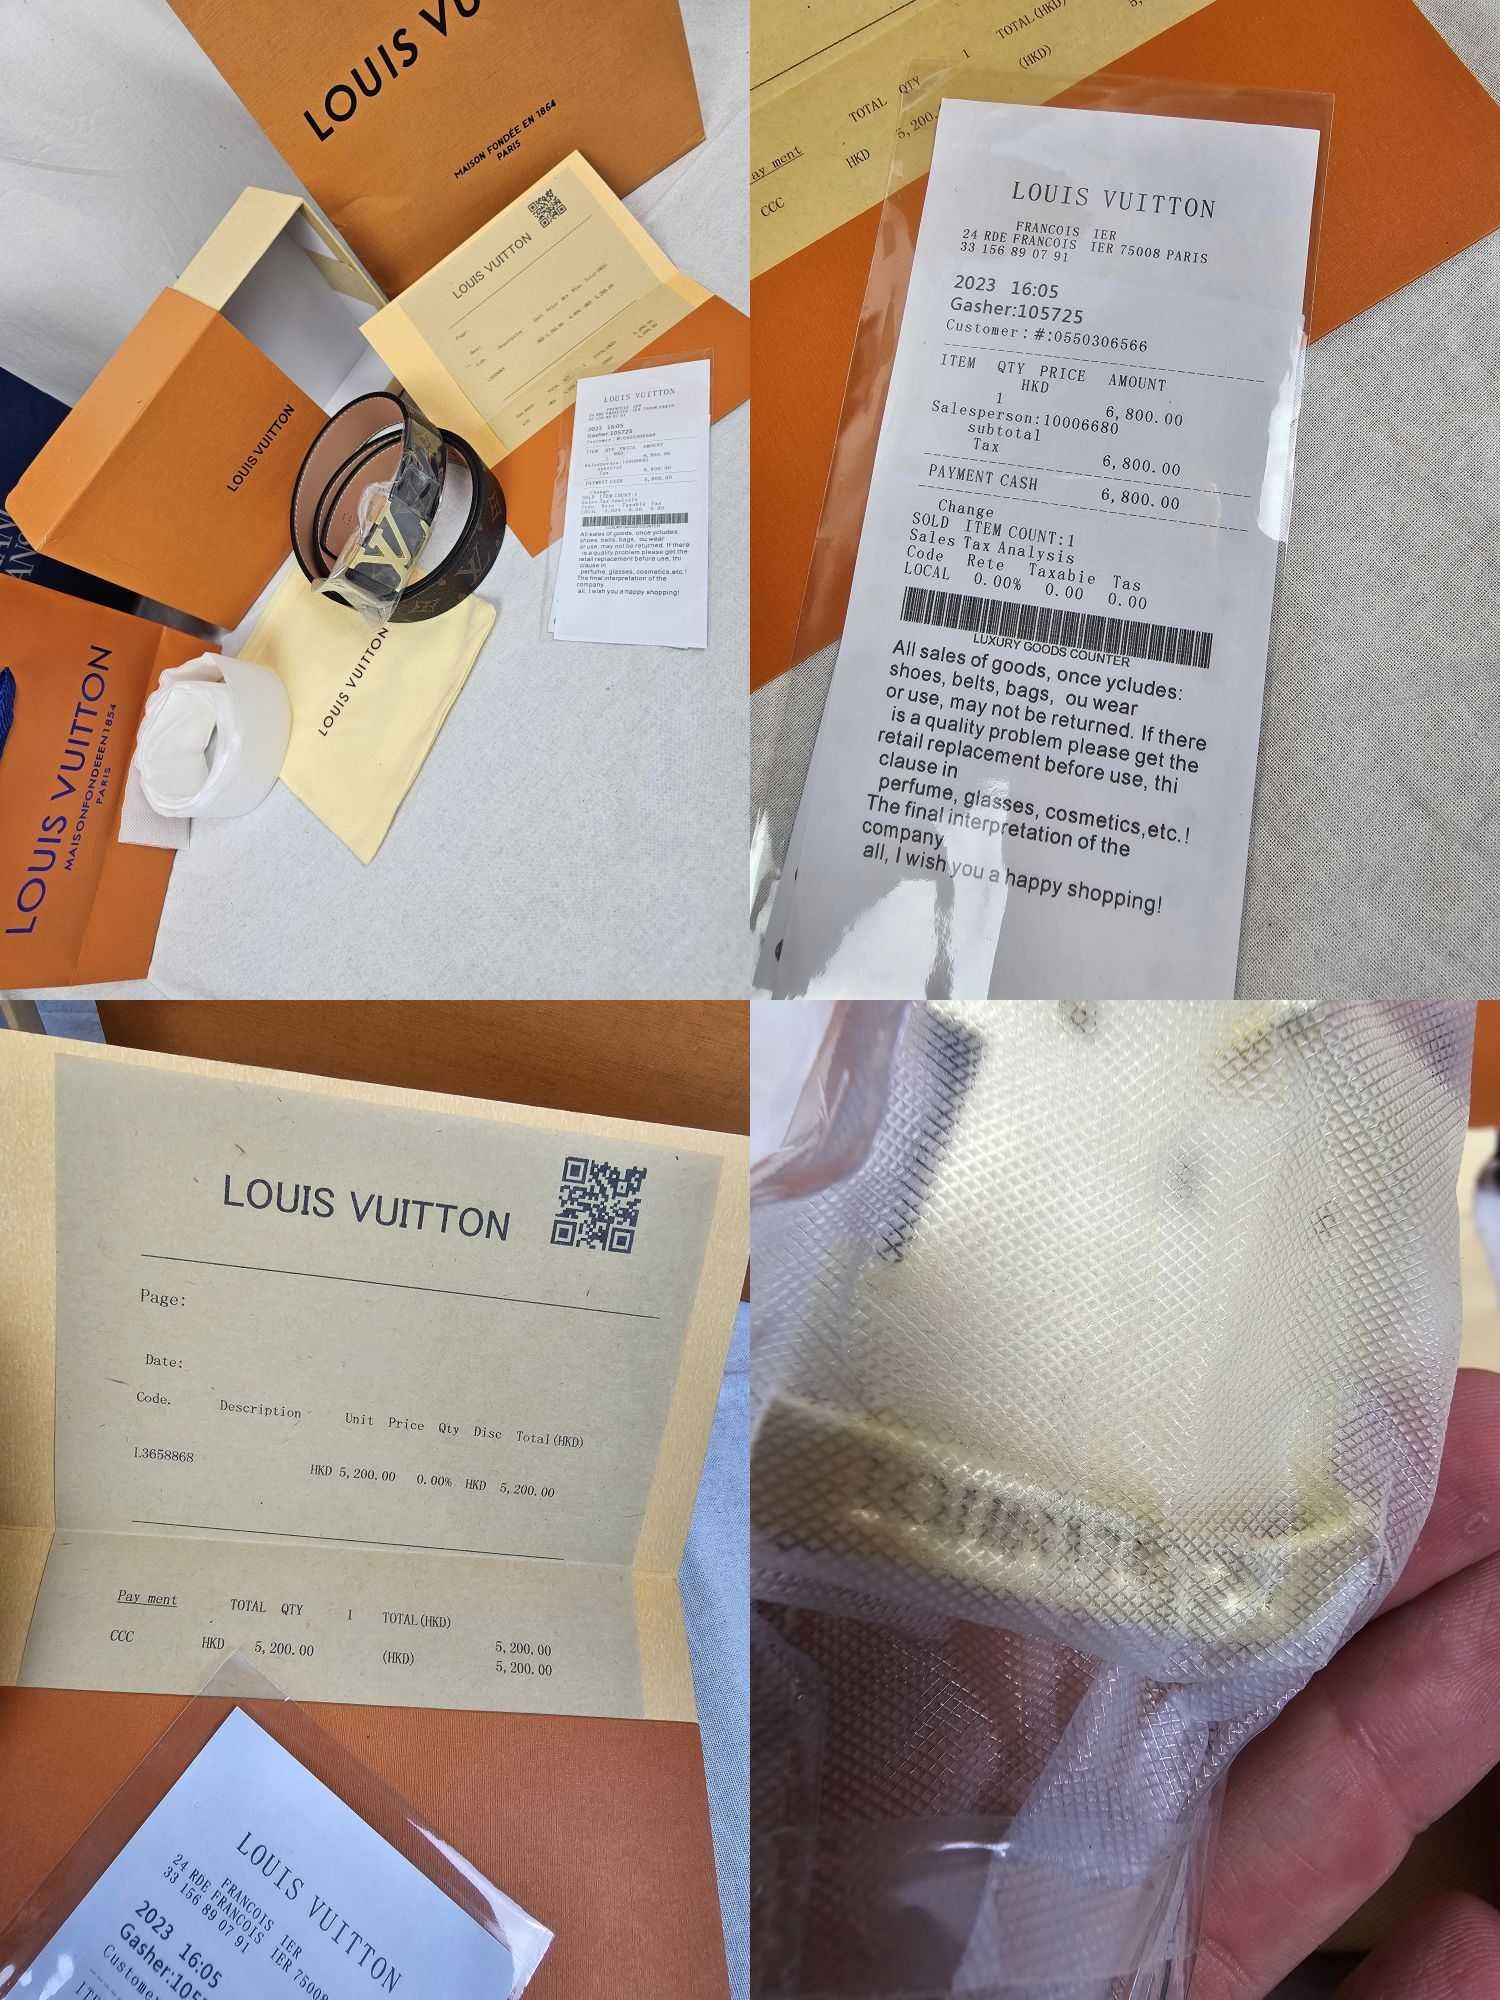 LOUIS VU
MAISON FONDÉE EN 1854
PARIS
LOUIS VUITTON
LOUIS VUITTON
LOUIS VUITTON
LOUIS VUITTON
MAISONFONDEEEN1854
PARIS
TOTAL QTY 1 TOTAL(HKD)
ay ment
CCC HKD 5,200. (HKD)
LOUIS VUITTON
FRANCOIS IER
24 RDE FRANCOIS IER 75008 PARIS
33 156 89 07 91
2023 16:05
Gasher:105725
Customer:#:0550306566
ITEM QTY PRICE AMOUNT
HKD
1 6,800.00
Salesperson:10006680
subtotal
Tax 6,800.00
PAYMENT CASH 6,800.00
Change
SOLD ITEM COUNT:1
Sales Tax Analysis
Code Rete Taxable Tas
LOCAL 0.00% 0.00 0.00
LUXURY GOODS COUNTER
All sales of goods, once ycludes:
shoes, belts, bags, ou wear
or use, may not be returned. If there
is a quality problem please get the
retail replacement before use, thi
clause in
perfume, glasses, cosmetics,etc.!
The final interpretation of the
company
all, I wish you a happy shopping!
LOUIS VUITTON
Page:
Date:
Code. Description Unit Price Qty Disc Total(HKD)
L3658868 HKD 5,200.00 0.00% HKD 5,200.00
Pay ment TOTAL QTY 1 TOTAL(HKD)
CCC HKD 5,200.00 5,200.00
(HKD) 5,200.00
LOUIS VUITTON
FRANCOIS IER
24 RDE FRANCOIS IER 75008
33 156 89 07 91
2023 16:05
Gasher:105
Custome
ITEM